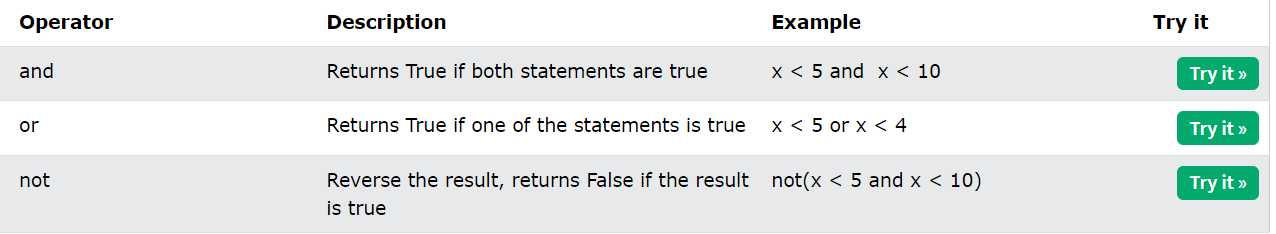 Operator Description Example Try it
and Returns True if both statements are true x < 5 and  x < 10 Try it »
or Returns True if one of the statements is true x < 5 or x < 4 Try it »
not Reverse the result, returns False if the result not(x < 5 and x < 10) Try it »
is true